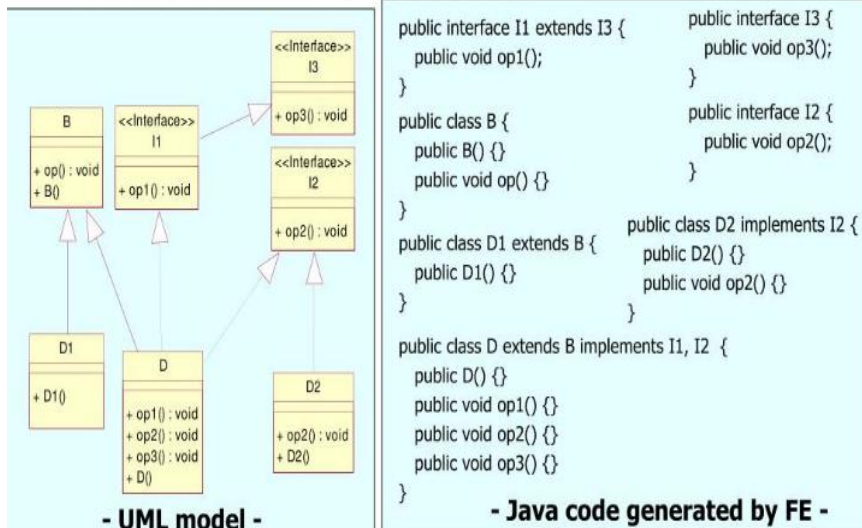 <<Interface>>
I3
+ op3() : void
B
+ op() : void
+ B()
<<Interface>>
I1
+ op1() : void
<<Interface>>
I2
+ op2() : void
D1
+ D1()
D
+ op1() : void
+ op2() : void
+ op3() : void
+ D()
D2
+ op2() : void
+ D2()
- UML model -
public interface I1 extends I3 {
public void op1();
}
public interface I3 {
public void op3();
}
public class B {
public B() {}
public void op() {}
}
public interface I2 {
public void op2();
}
public class D1 extends B {
public D1() {}
}
public class D2 implements I2 {
public D2() {}
public void op2() {}
}
public class D extends B implements I1, I2 {
public D() {}
public void op1() {}
public void op2() {}
public void op3() {}
}
- Java code generated by FE -